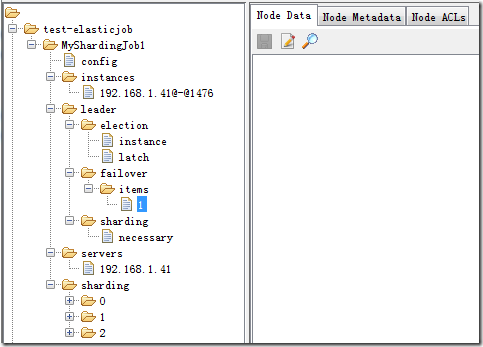 Node Data Node Metadata Node ACLs
test-elasticjob
MyShardingJob1
config
instances
192.168.1.41@-@1476
leader
election
instance
latch
failover
items
1
sharding
necessary
servers
192.168.1.41
sharding
0
1
2